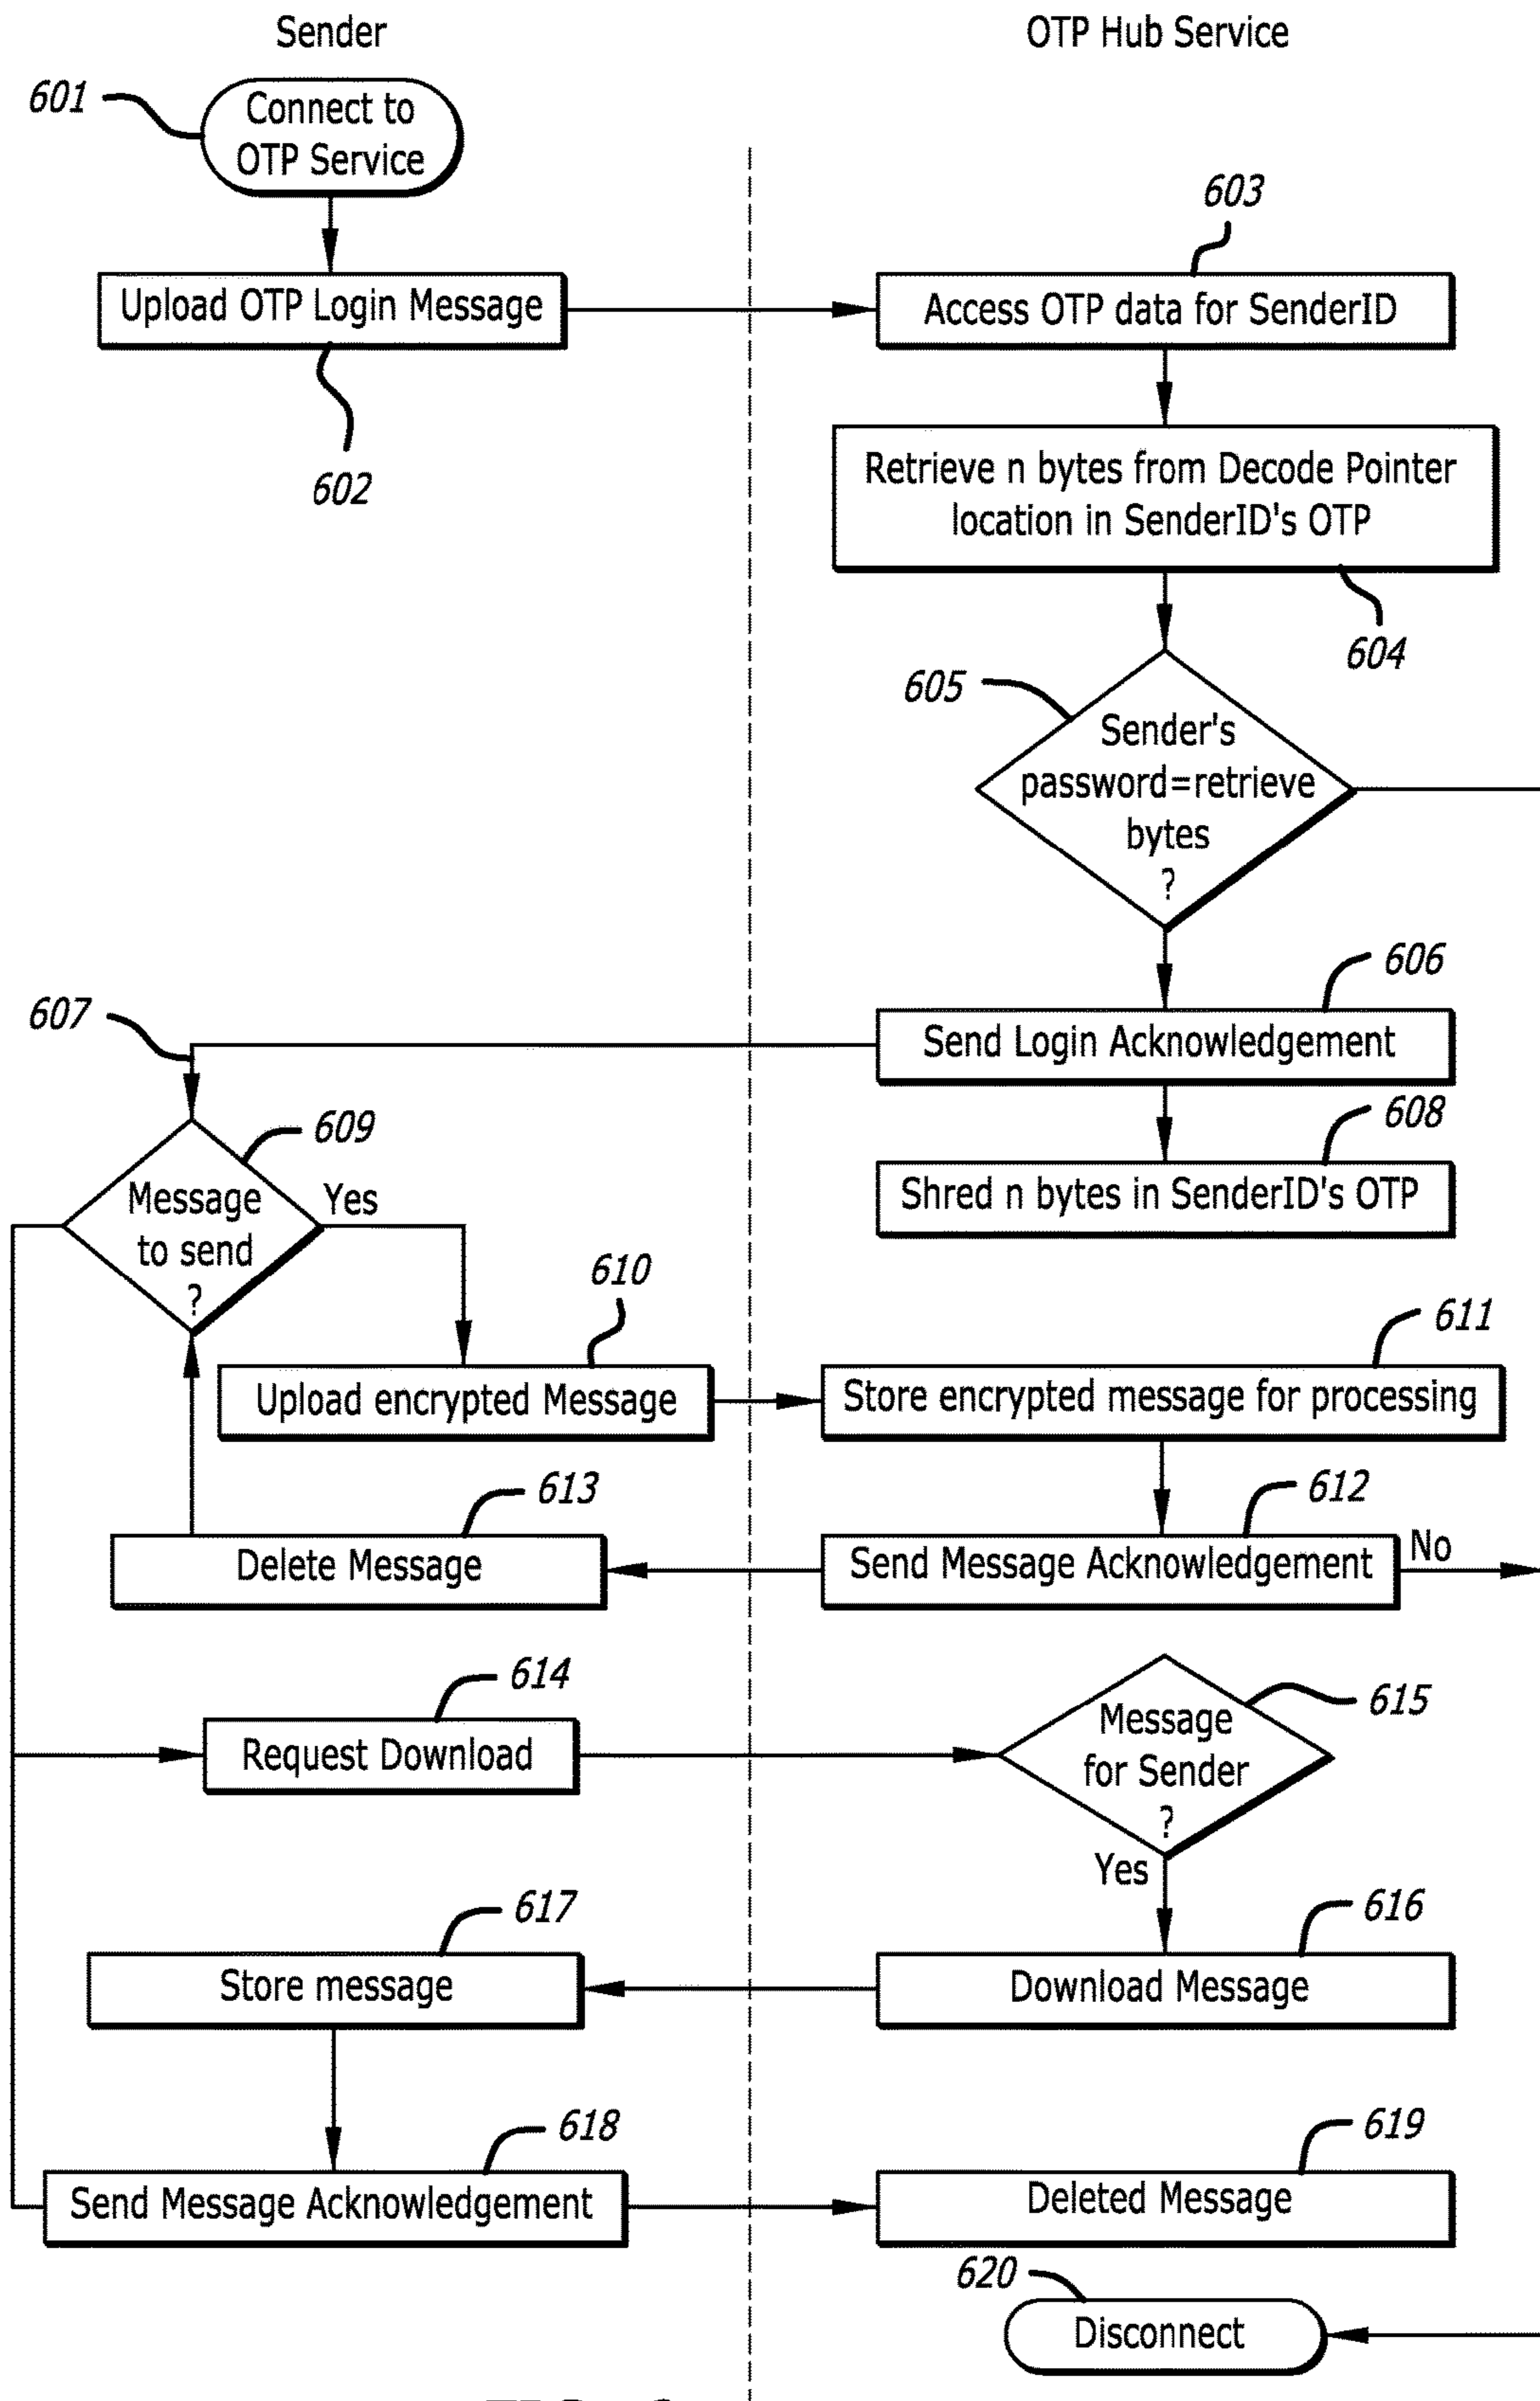 Sender
OTP Hub Service
601
Connect to
OTP Service
603
Upload OTP Login Message
Access OTP data for SenderID
602
Retrieve n bytes from Decode Pointer
location in SenderID's OTP
604
605
Sender's
password=retrieve
bytes
?
606
607
Send Login Acknowledgement
609
608
Message
to send
?
Yes
Shred n bytes in SenderID's OTP
610
611
Upload encrypted Message
Store encrypted message for processing
613
612
Delete Message
Send Message Acknowledgement
No
614
615
Request Download
Message
for Sender
?
Yes
617
616
Store message
Download Message
618
619
Send Message Acknowledgement
Deleted Message
620
Disconnect